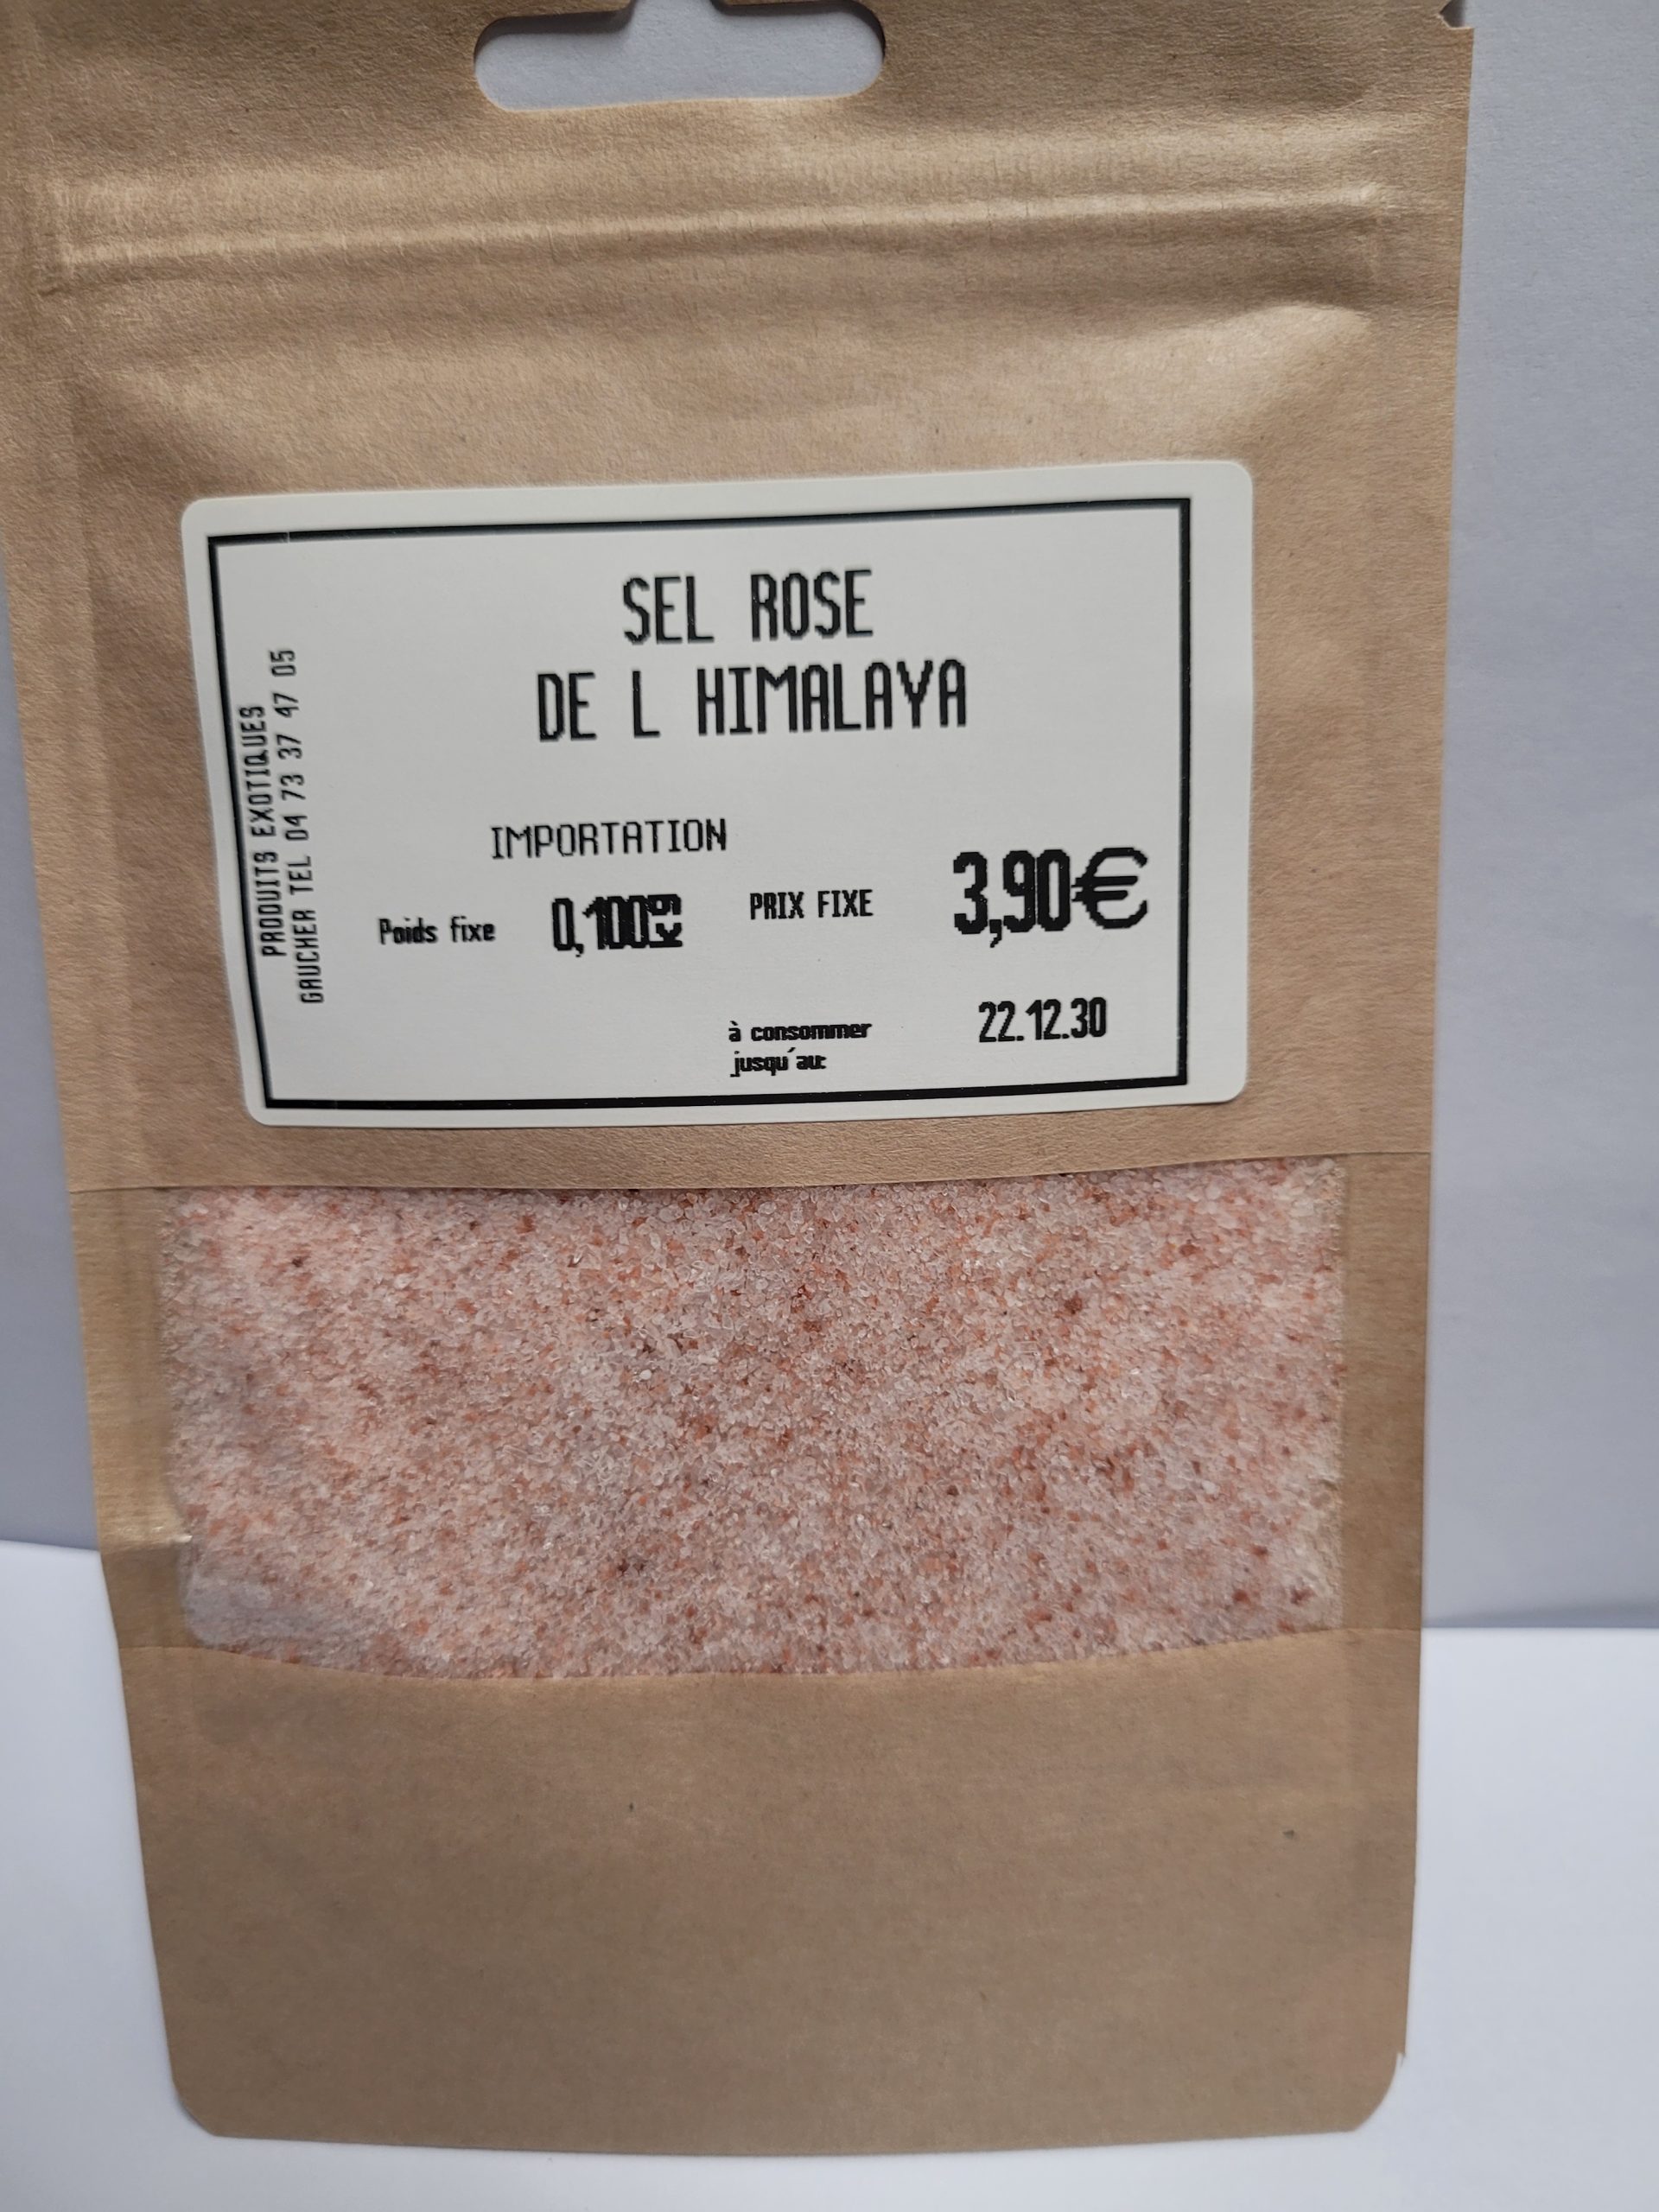 SEL ROSE
DE L HIMALAYA
IMPORTATION
Poids fixe 0,100kg PRIX FIXE 3,90€
à consommer 22.12.30
jusqu'au:
PRODUITS EXOTIQUES
GAUCHER TEL 04 73 37 47 05